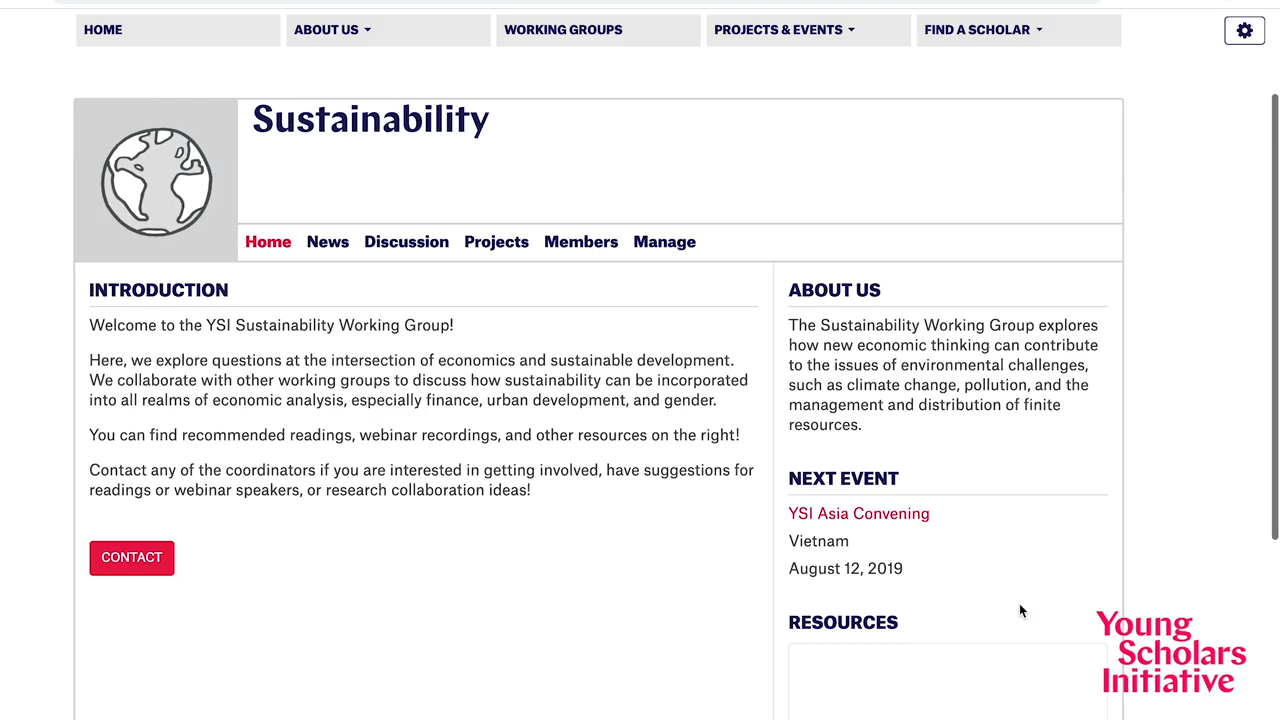 HOME
ABOUT US
WORKING GROUPS
PROJECTS & EVENTS
FIND A SCHOLAR
Sustainability
Home News Discussion Projects Members Manage
INTRODUCTION
Welcome to the YSI Sustainability Working Group!
Here, we explore questions at the intersection of economics and sustainable development.
We collaborate with other working groups to discuss how sustainability can be incorporated
into all realms of economic analysis, especially finance, urban development, and gender.
You can find recommended readings, webinar recordings, and other resources on the right!
Contact any of the coordinators if you are interested in getting involved, have suggestions for
readings or webinar speakers, or research collaboration ideas!
CONTACT
ABOUT US
The Sustainability Working Group explores
how new economic thinking can contribute
to the issues of environmental challenges,
such as climate change, pollution, and the
management and distribution of finite
resources.
NEXT EVENT
YSI Asia Convening
Vietnam
August 12, 2019
RESOURCES
Young
Scholars
Initiative